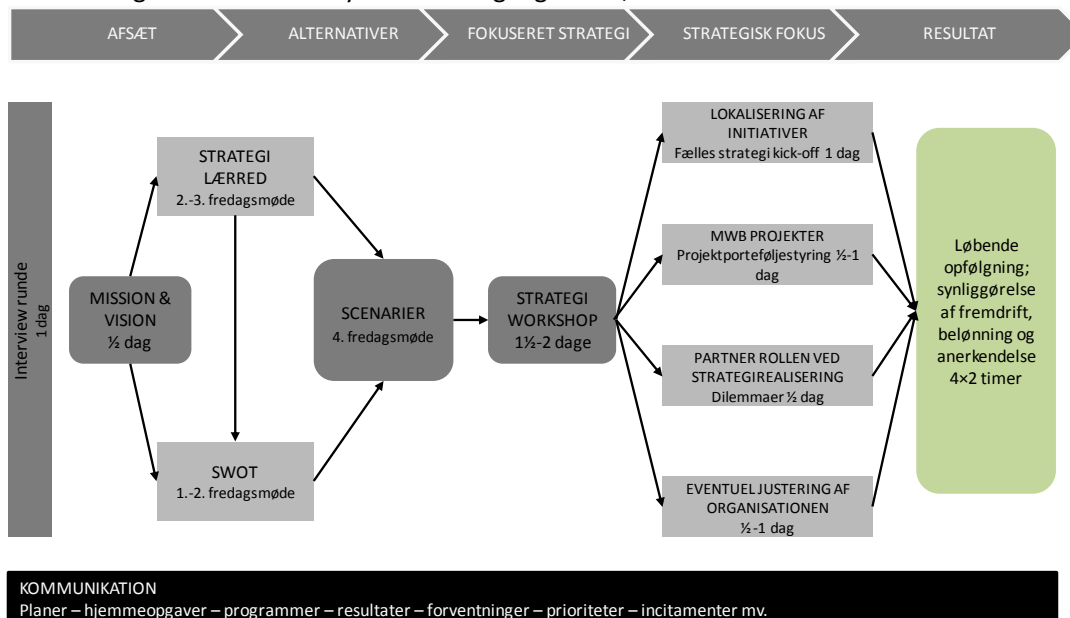 AFSÆT
ALTERNATIVER
FOKUSERET STRATEGI
STRATEGISK FOKUS
RESULTAT
Interview runde
1 dag
MISSION &
VISION
½ dag
STRATEGI
LÆRRED
2.-3. fredagsmøde
SWOT
1.-2. fredagsmøde
SCENARIER
4. fredagsmøde
STRATEGI
WORKSHOP
1½-2 dage
LOKALISERING AF
INITIATIVER
Fælles strategi kick-off 1 dag
MWB PROJEKTER
Projektporteføljestyring ½-1
dag
PARTNER ROLLEN VED
STRATEGIREALISERING
Dilemmaer ½ dag
EVENTUEL JUSTERING AF
ORGANISATIONEN
½-1 dag
Løbende
opfølgning;
synliggørelse
af fremdrift,
belønning og
anerkendelse
4×2 timer
KOMMUNIKATION
Planer – hjemmeopgaver – programmer – resultater – forventninger – prioriteter – incitamenter mv.